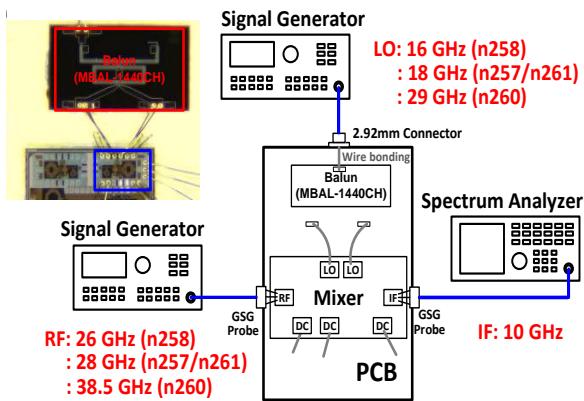 Signal Generator
LO: 16 GHz (n258)
: 18 GHz (n257/n261)
: 29 GHz (n260)
Balun
(MBAL-1440CH)
2.92mm Connector
Wire bonding
Balun
(MBAL-1440CH)
Spectrum Analyzer
Signal Generator
LO LO
RF Mixer IF
GSG
Probe
GSG
Probe
DC DC DC
PCB
RF: 26 GHz (n258)
: 28 GHz (n257/n261)
: 38.5 GHz (n260)
IF: 10 GHz